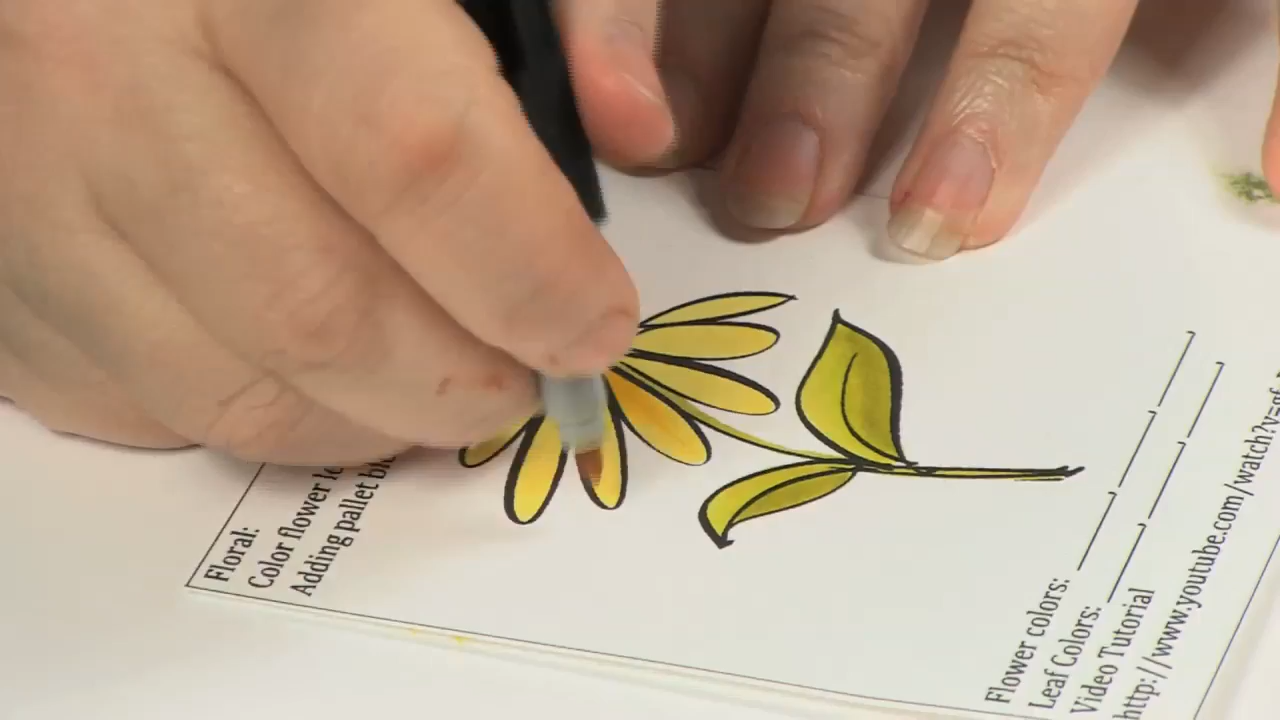 Floral:
Color flower
Adding pallet
Flower colors:
Leaf Colors:
Video Tutorial
http://www.youtube.com/watch?v=